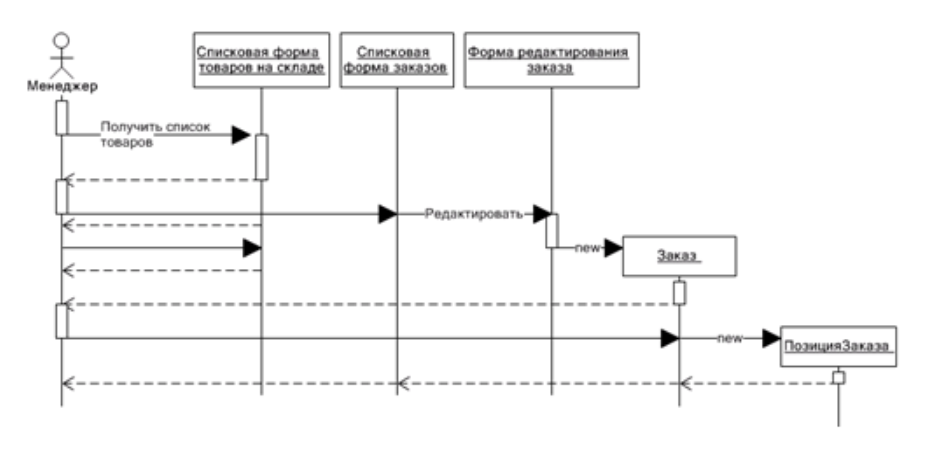 Менеджер
Списковая форма
товаров на складе
Списковая
форма заказов
Форма редактирования
заказа
Получить список
товаров
Редактировать
new
Заказ
new
ПозицияЗаказа